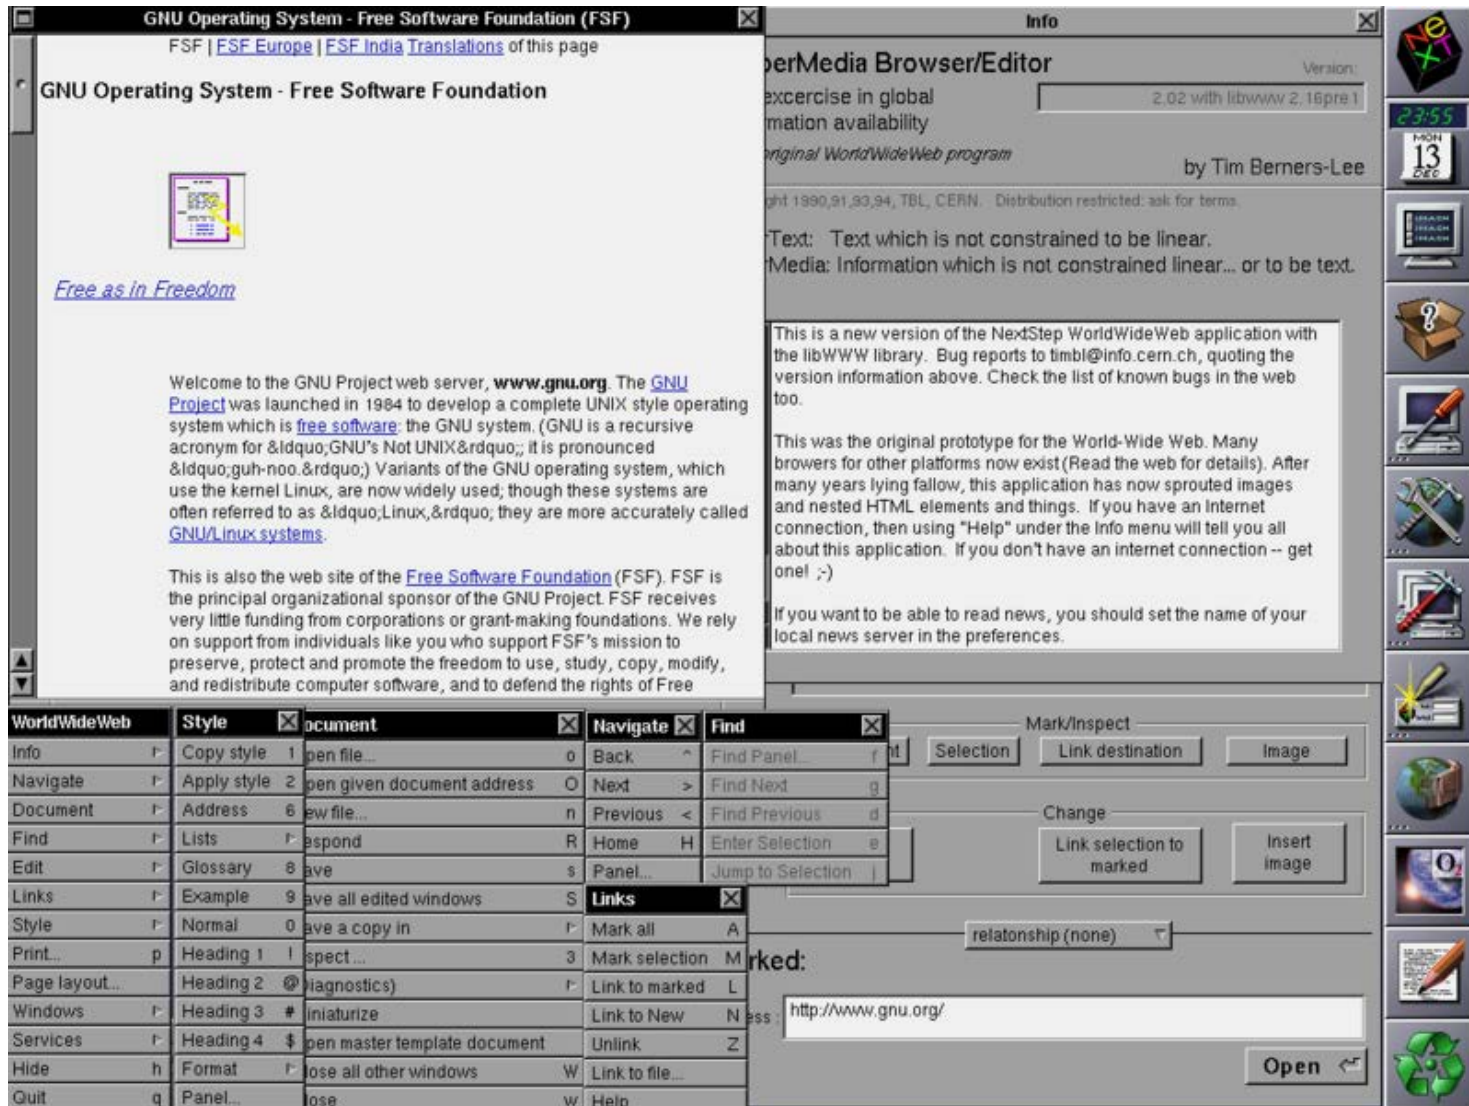 GNU Operating System - Free Software Foundation (FSF)
FSF | FSF Europe | FSF India Translations of this page
GNU Operating System - Free Software Foundation
Free as in Freedom
Welcome to the GNU Project web server, www.gnu.org. The GNU
Project was launched in 1984 to develop a complete UNIX style operating
system which is free software: the GNU system. (GNU is a recursive
acronym for &ldquo;GNU's Not UNIX&rdquo;; it is pronounced
&ldquo;guh-noo.&rdquo;) Variants of the GNU operating system, which
use the kernel Linux, are now widely used; though these systems are
often referred to as &ldquo;Linux,&rdquo; they are more accurately called
GNU/Linux systems.
This is also the web site of the Free Software Foundation (FSF). FSF is
the principal organizational sponsor of the GNU Project. FSF receives
very little funding from corporations or grant-making foundations. We rely
on support from individuals like you who support FSF's mission to
preserve, protect and promote the freedom to use, study, copy, modify,
and redistribute computer software, and to defend the rights of Free
Info
perMedia Browser/Editor
Version:
excercise in global
2.02 with libwww 2.16pre1
rmation availability
original WorldWideWeb program
by Tim Berners-Lee
ght 1990,91,93,94, TBL, CERN. Distribution restricted: ask for terms.
rText: Text which is not constrained to be linear.
rMedia: Information which is not constrained linear... or to be text.
This is a new version of the NextStep WorldWideWeb application with
the libWWW library. Bug reports to timbl@info.cern.ch, quoting the
version information above. Check the list of known bugs in the web
too.
This was the original prototype for the World-Wide Web. Many
browers for other platforms now exist (Read the web for details). After
many years lying fallow, this application has now sprouted images
and nested HTML elements and things. If you have an Internet
connection, then using "Help" under the Info menu will tell you all
about this application. If you don't have an internet connection -- get
one! ;-)
If you want to be able to read news, you should set the name of your
local news server in the preferences.
NeXT
23:55
MON
13
DEC
WorldWideWeb
Info
Navigate
Document
Find
Edit
Links
Style
Print... p
Page layout...
Windows
Services
Hide h
Quit q
Style
Copy style 1
Apply style 2
Address 6
Lists
Glossary 8
Example 9
Normal 0
Heading 1 !
Heading 2 @
Heading 3 #
Heading 4 $
Format
Panel...
ocument
pen file... o
pen given document address O
ew file... n
espond R
ave s
ave all edited windows S
ave a copy in
spect ... 3
iagnostics)
iniaturize
pen master template document
lose all other windows W
lose w
Navigate
Back ^
Next >
Previous <
Home H
Panel...
Find
Find Panel... f
Find Next g
Find Previous d
Enter Selection e
Jump to Selection j
Links
Mark all A
Mark selection M
Link to marked L
Link to New N
Unlink Z
Link to file...
Help
Mark/Inspect
nt Selection Link destination Image
Change
Link selection to
marked
Insert
image
relatonship (none)
rked:
ess : http://www.gnu.org/
Open
O2